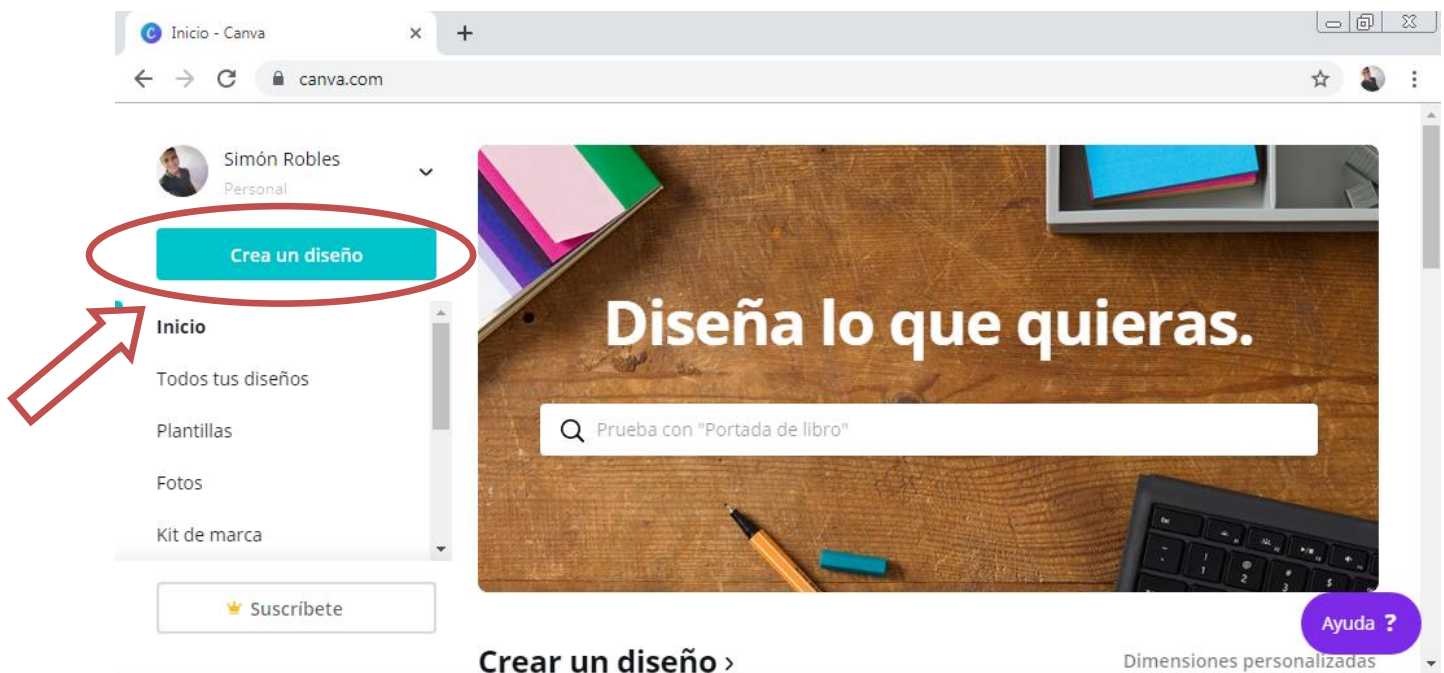 Inicio - Canva
canva.com
Simón Robles
Personal
Crea un diseño
Inicio
Todos tus diseños
Plantillas
Fotos
Kit de marca
Suscríbete
Diseña lo que quieras.
Prueba con "Portada de libro"
Crear un diseño ›
Dimensiones personalizadas
Ayuda ?